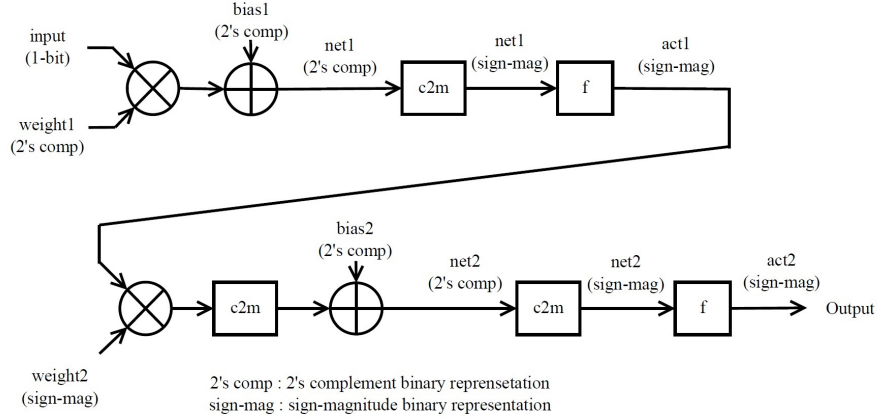 bias1
(2's comp)
input
(1-bit)
net1
(2's comp)
net1
(sign-mag)
act1
(sign-mag)
c2m
f
weight1
(2's comp)
bias2
(2's comp)
net2
(2's comp)
net2
(sign-mag)
act2
(sign-mag)
c2m
c2m
f
Output
weight2
(sign-mag)
2's comp : 2's complement binary reprensetation
sign-mag : sign-magnitude binary representation